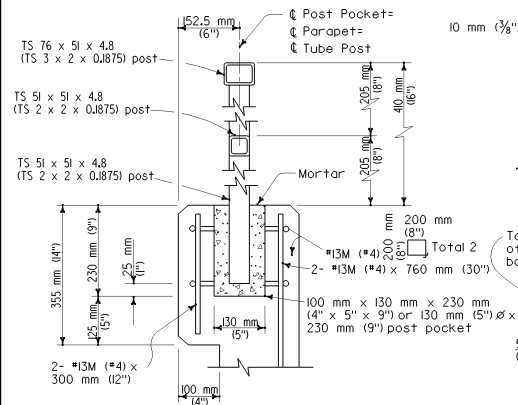 152.5 mm
(6")
℄ Post Pocket=
℄ Parapet=
℄ Tube Post
10 mm (⅜")
TS 76 x 51 x 4.8
(TS 3 x 2 x 0.1875) post
TS 51 x 51 x 4.8
(TS 2 x 2 x 0.1875) post
TS 51 x 51 x 4.8
(TS 2 x 2 x 0.1875) post
205 mm
(8")
410 mm
(16")
205 mm
(8")
Mortar
355 mm (14")
230 mm (9")
25 mm
(1")
125 mm
(5")
200 mm
(8")
200 mm
(8")
Total 2
#13M (#4)
2- #13M (#4) x 760 mm (30")
100 mm x 130 mm x 230 mm
(4" x 5" x 9") or 130 mm (5") Ø x
230 mm (9") post pocket
130 mm
(5")
2- #13M (#4) x
300 mm (12")
100 mm
(4")